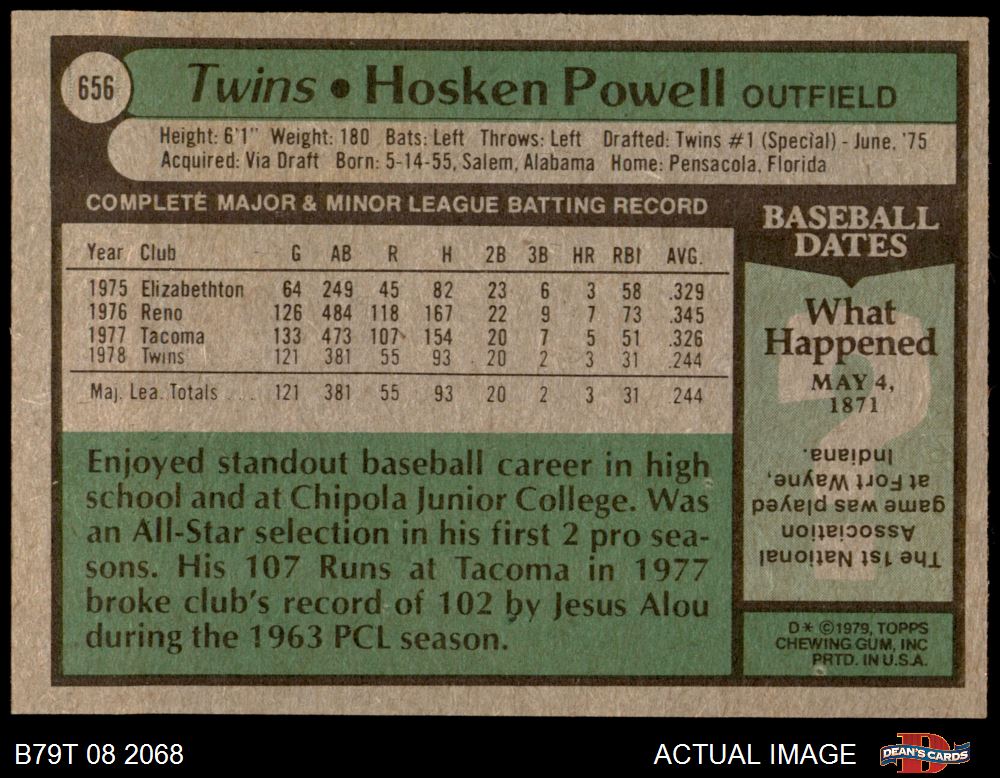 656
Twins • Hosken Powell OUTFIELD
Height: 6'1" Weight: 180 Bats: Left Throws: Left Drafted: Twins #1 (Special) - June, '75
Acquired: Via Draft Born: 5-14-55, Salem, Alabama Home: Pensacola, Florida
COMPLETE MAJOR & MINOR LEAGUE BATTING RECORD
Year Club G AB R H 2B 3B HR RBI AVG.
1975 Elizabethton 64 249 45 82 23 6 3 58 .329
1976 Reno 126 484 118 167 22 9 7 73 .345
1977 Tacoma 133 473 107 154 20 7 5 51 .326
1978 Twins 121 381 55 93 20 2 3 31 .244
Maj. Lea. Totals 121 381 55 93 20 2 3 31 .244
Enjoyed standout baseball career in high
school and at Chipola Junior College. Was
an All-Star selection in his first 2 pro sea-
sons. His 107 Runs at Tacoma in 1977
broke club's record of 102 by Jesus Alou
during the 1963 PCL season.
BASEBALL
DATES
What
Happened
MAY 4,
1871
The 1st National
Association
game was played
at Fort Wayne,
Indiana.
D* ©1979, TOPPS
CHEWING GUM, INC
PRTD. IN U.S.A.
B79T 08 2068
ACTUAL IMAGE
DEAN'S CARDS